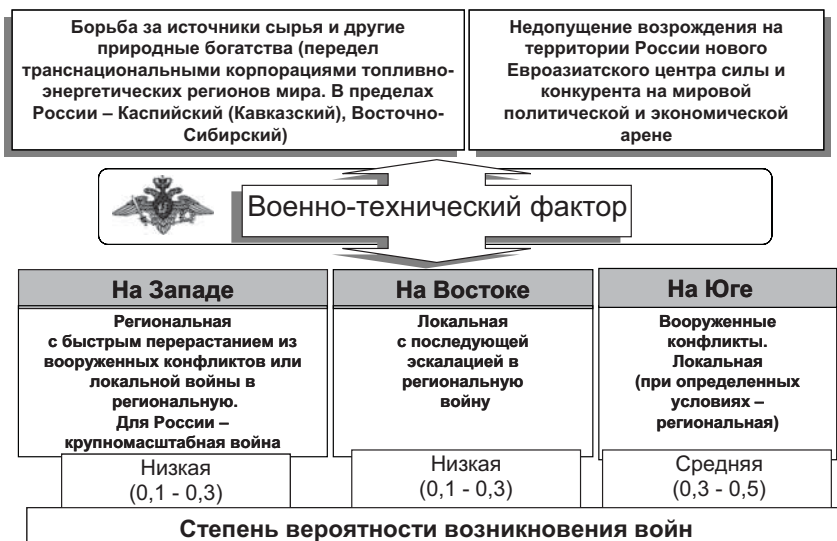 Борьба за источники сырья и другие
природные богатства (передел
транснациональными корпорациями топливно-
энергетических регионов мира. В пределах
России – Каспийский (Кавказский), Восточно-
Сибирский)
Недопущение возрождения на
территории России нового
Евроазиатского центра силы и
конкурента на мировой
политической и экономической
арене
Военно-технический фактор
На Западе
Региональная
с быстрым перерастанием из
вооруженных конфликтов или
локальной войны в
региональную.
Для России –
крупномасштабная война
Низкая
(0,1 - 0,3)
На Востоке
Локальная
с последующей
эскалацией в
региональную
войну
Низкая
(0,1 - 0,3)
На Юге
Вооруженные
конфликты.
Локальная
(при определенных
условиях –
региональная)
Средняя
(0,3 - 0,5)
Степень вероятности возникновения войн